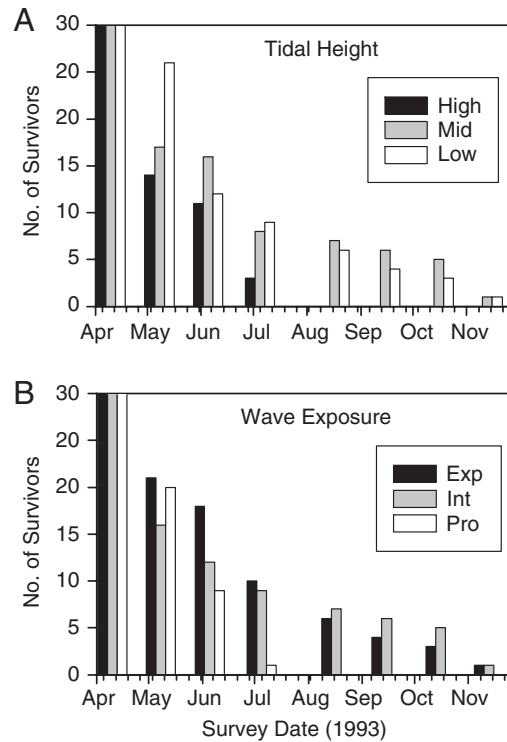 A
Tidal Height
No. of Survivors
30
20
15
10
5
0
High
Mid
Low
Apr May Jun Jul Aug Sep Oct Nov
B
Wave Exposure
No. of Survivors
30
20
20
15
10
5
0
Exp
Int
Pro
Apr May Jun Jul Aug Sep Oct Nov
Survey Date (1993)